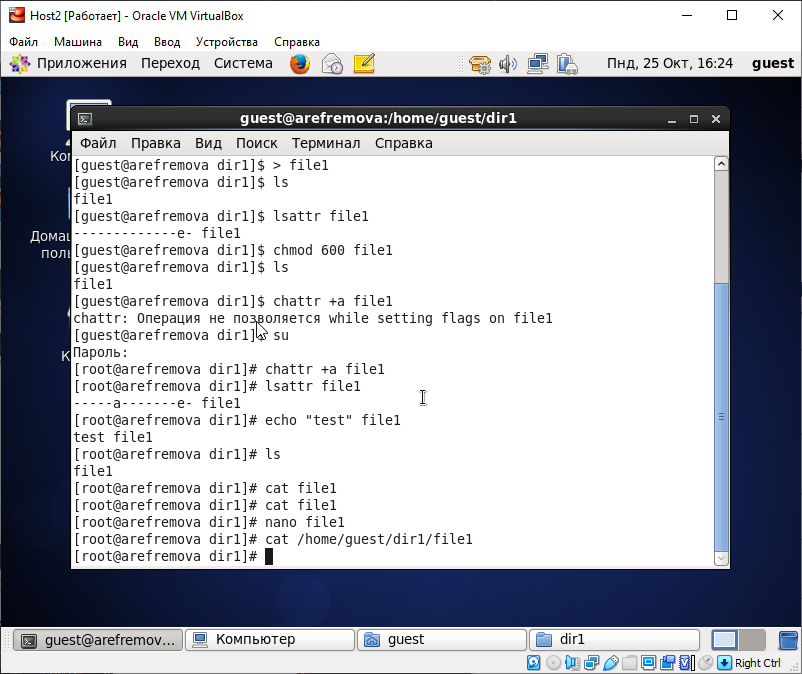 Host2 [Работает] - Oracle VM VirtualBox
Файл Машина Вид Ввод Устройства Справка
Приложения Переход Система Пнд, 25 Окт, 16:24 guest
guest@arefremova:/home/guest/dir1
Файл Правка Вид Поиск Терминал Справка
[guest@arefremova dir1]$ > file1
[guest@arefremova dir1]$ ls
file1
[guest@arefremova dir1]$ lsattr file1
-------------e- file1
[guest@arefremova dir1]$ chmod 600 file1
[guest@arefremova dir1]$ ls
file1
[guest@arefremova dir1]$ chattr +a file1
chattr: Операция не позволяется while setting flags on file1
[guest@arefremova dir1]$ su
Пароль:
[root@arefremova dir1]# chattr +a file1
[root@arefremova dir1]# lsattr file1
-----a-------e- file1
[root@arefremova dir1]# echo "test" file1
test file1
[root@arefremova dir1]# ls
file1
[root@arefremova dir1]# cat file1
[root@arefremova dir1]# cat file1
[root@arefremova dir1]# nano file1
[root@arefremova dir1]# cat /home/guest/dir1/file1
[root@arefremova dir1]#
guest@arefremov... Компьютер guest dir1
Right Ctrl